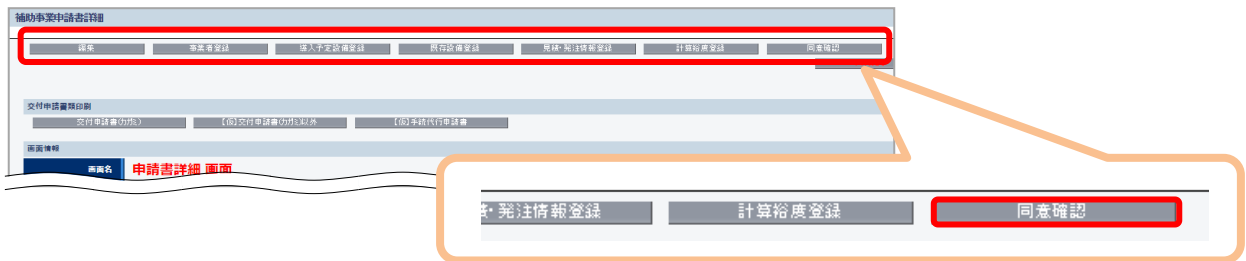 補助事業申請書詳細
編集 事業者登録 導入予定設備登録 既存設備登録 見積・発注情報登録 計算裕度登録 同意確認
交付申請書類印刷
交付申請書(カガミ) 【仮】交付申請書(カガミ)以外 【仮】手続代行申請書
画面情報
画面名 申請書詳細 画面
・発注情報登録 計算裕度登録 同意確認